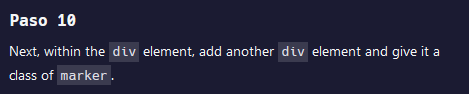 Paso 10
Next, within the div element, add another div element and give it a
class of marker.